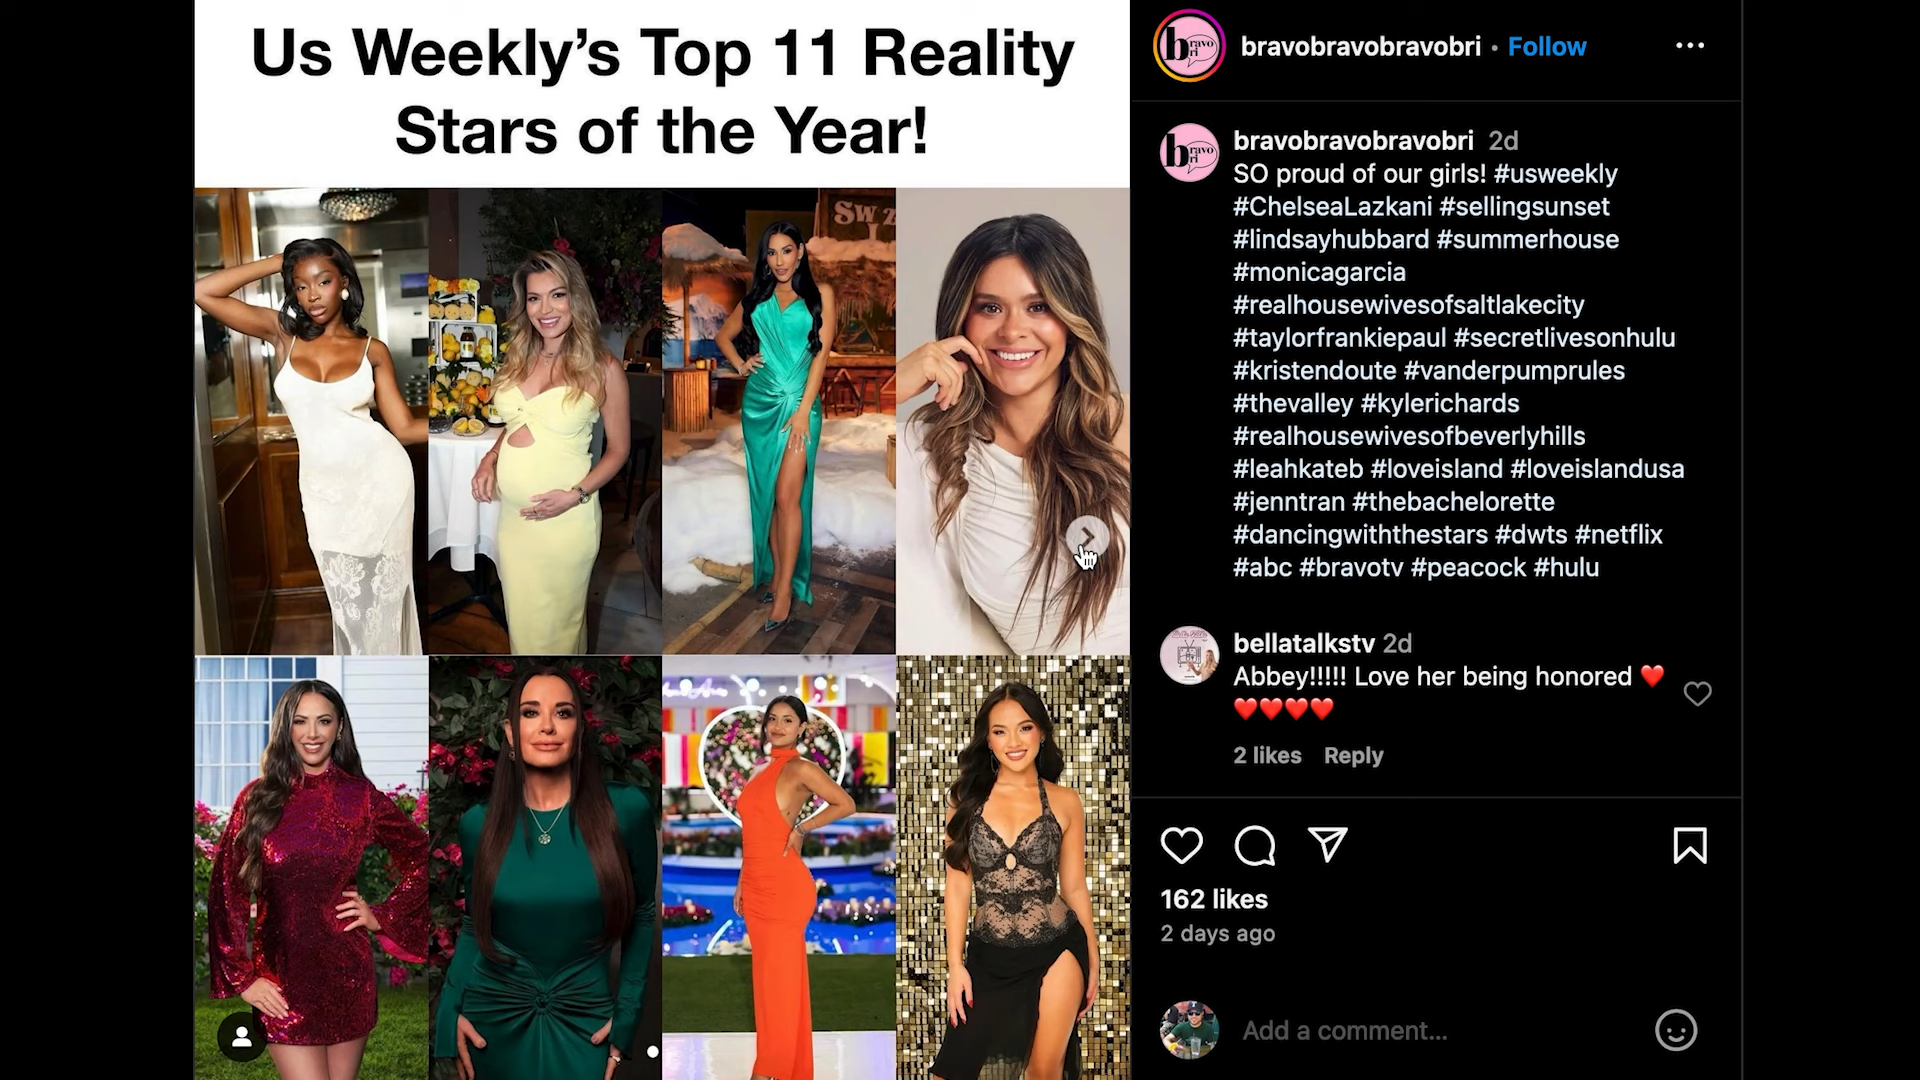 Us Weekly's Top 11 Reality
Stars of the Year!
SW Z
bravobravobravobri • Follow
bravobravobravobri 2d
SO proud of our girls! #usweekly
#ChelseaLazkani #sellingsunset
#lindsayhubbard #summerhouse
#monicagarcia
#realhousewivesofsaltlakecity
#taylorfrankiepaul #secretlivesonhulu
#kristendoute #vanderpumprules
#thevalley #kylerichards
#realhousewivesofbeverlyhills
#leahkateb #loveisland #loveislandusa
#jenntran #thebachelorette
#dancingwiththestars #dwts #netflix
#abc #bravotv #peacock #hulu
bellatalkstv 2d
Abbey!!!!! Love her being honored ❤️
❤️❤️❤️❤️
2 likes Reply
162 likes
2 days ago
Add a comment...